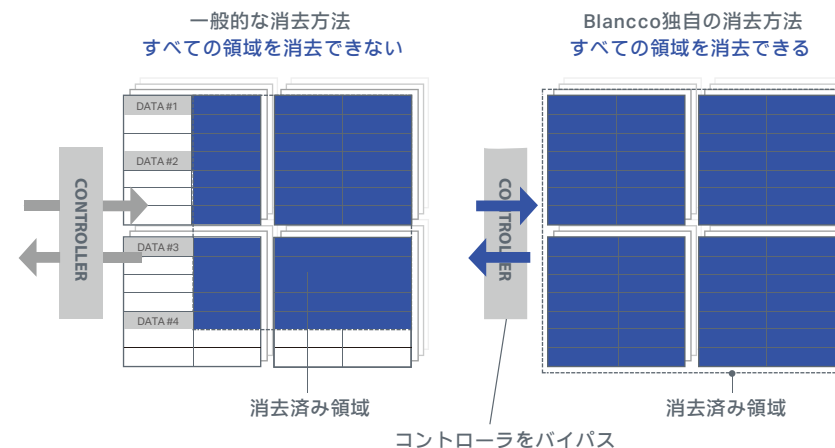 一般的な消去方法
すべての領域を消去できない
DATA #1
DATA #2
CONTROLLER
DATA #3
DATA #4
消去済み領域
Blancco独自の消去方法
すべての領域を消去できる
CONTROLLER
消去済み領域
コントローラをバイパス